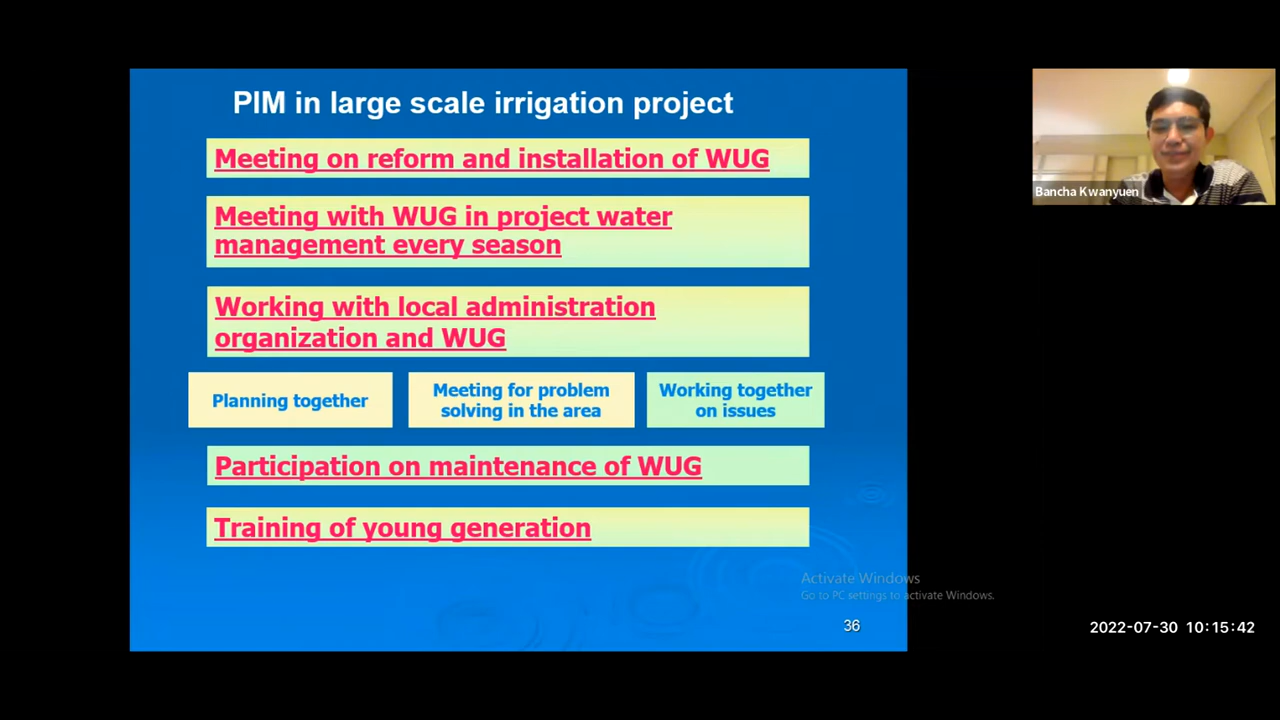 PIM in large scale irrigation project
Meeting on reform and installation of WUG
Meeting with WUG in project water
management every season
Working with local administration
organization and WUG
Planning together
Meeting for problem
solving in the area
Working together
on issues
Participation on maintenance of WUG
Training of young generation
Activate Windows
Go to PC settings to activate Windows.
36
Bancha Kwanyuen
2022-07-30 10:15:42